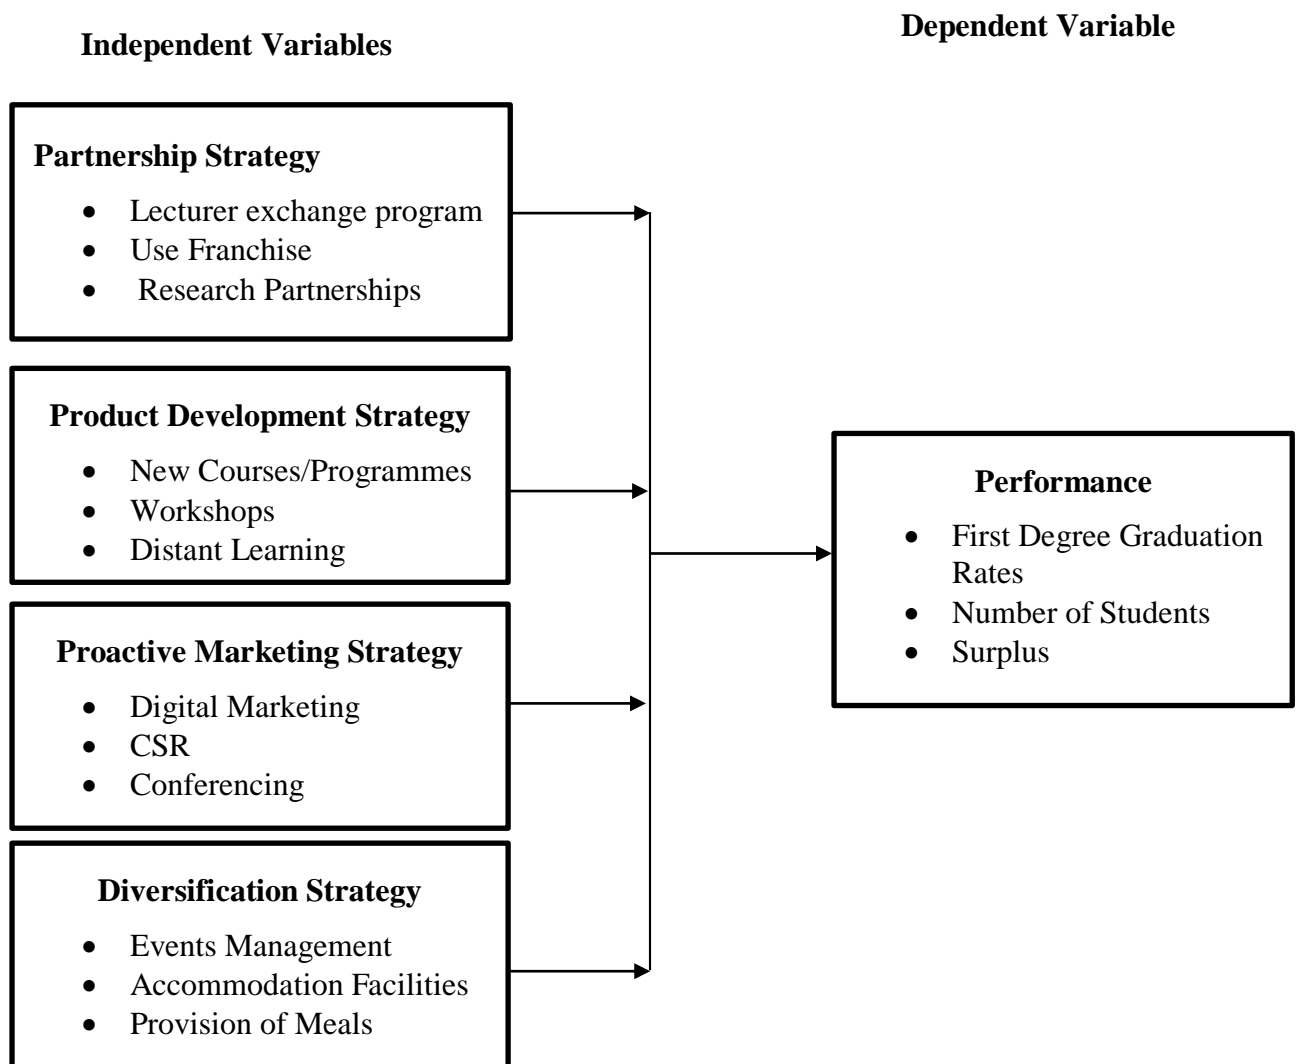 Independent Variables
Dependent Variable
Partnership Strategy
• Lecturer exchange program
• Use Franchise
• Research Partnerships
Product Development Strategy
• New Courses/Programmes
• Workshops
• Distant Learning
Proactive Marketing Strategy
• Digital Marketing
• CSR
• Conferencing
Diversification Strategy
• Events Management
• Accommodation Facilities
• Provision of Meals
Performance
• First Degree Graduation
Rates
• Number of Students
• Surplus